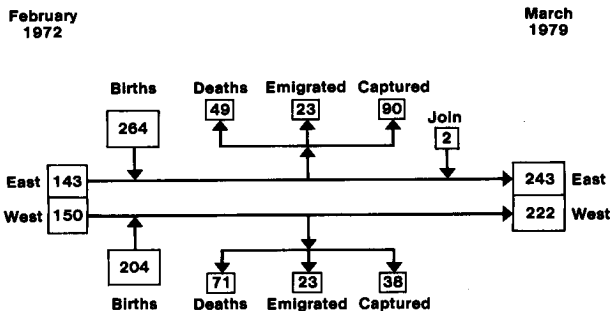 February
1972
March
1979
Births
Deaths
Emigrated
Captured
49
23
90
Join
264
2
East
143
243
East
West
150
222
West
204
71
23
38
Births
Deaths
Emigrated
Captured